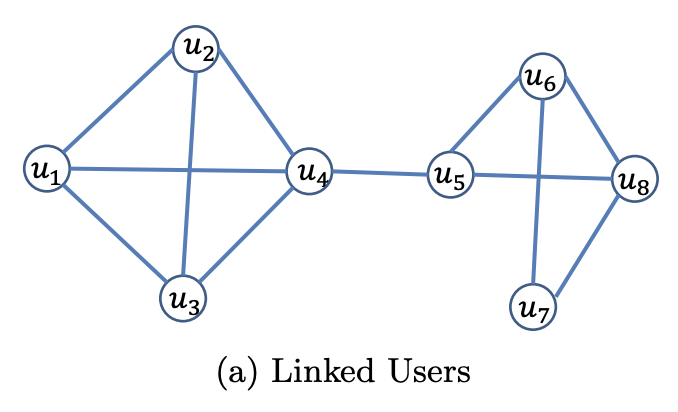 u₂
u₆
u₁
u₄
u₅
u₈
u₃
u₇
(a) Linked Users